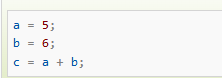 a = 5;
b = 6;
c = a + b;